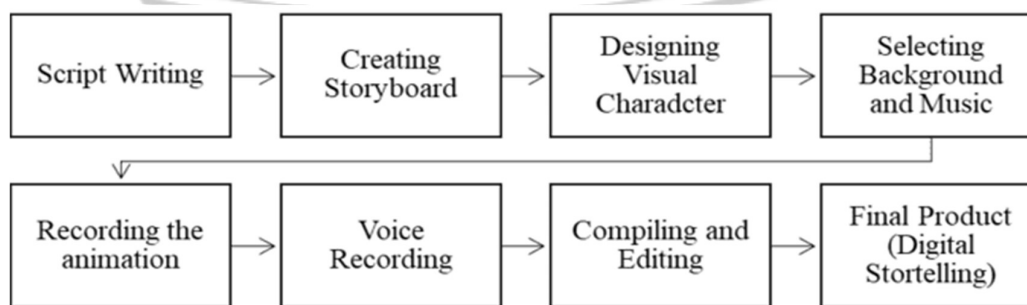 Script Writing
Creating
Storyboard
Designing
Visual
Charadcter
Selecting
Background
and Music
Recording the
animation
Voice
Recording
Compiling and
Editing
Final Product
(Digital
Stortelling)